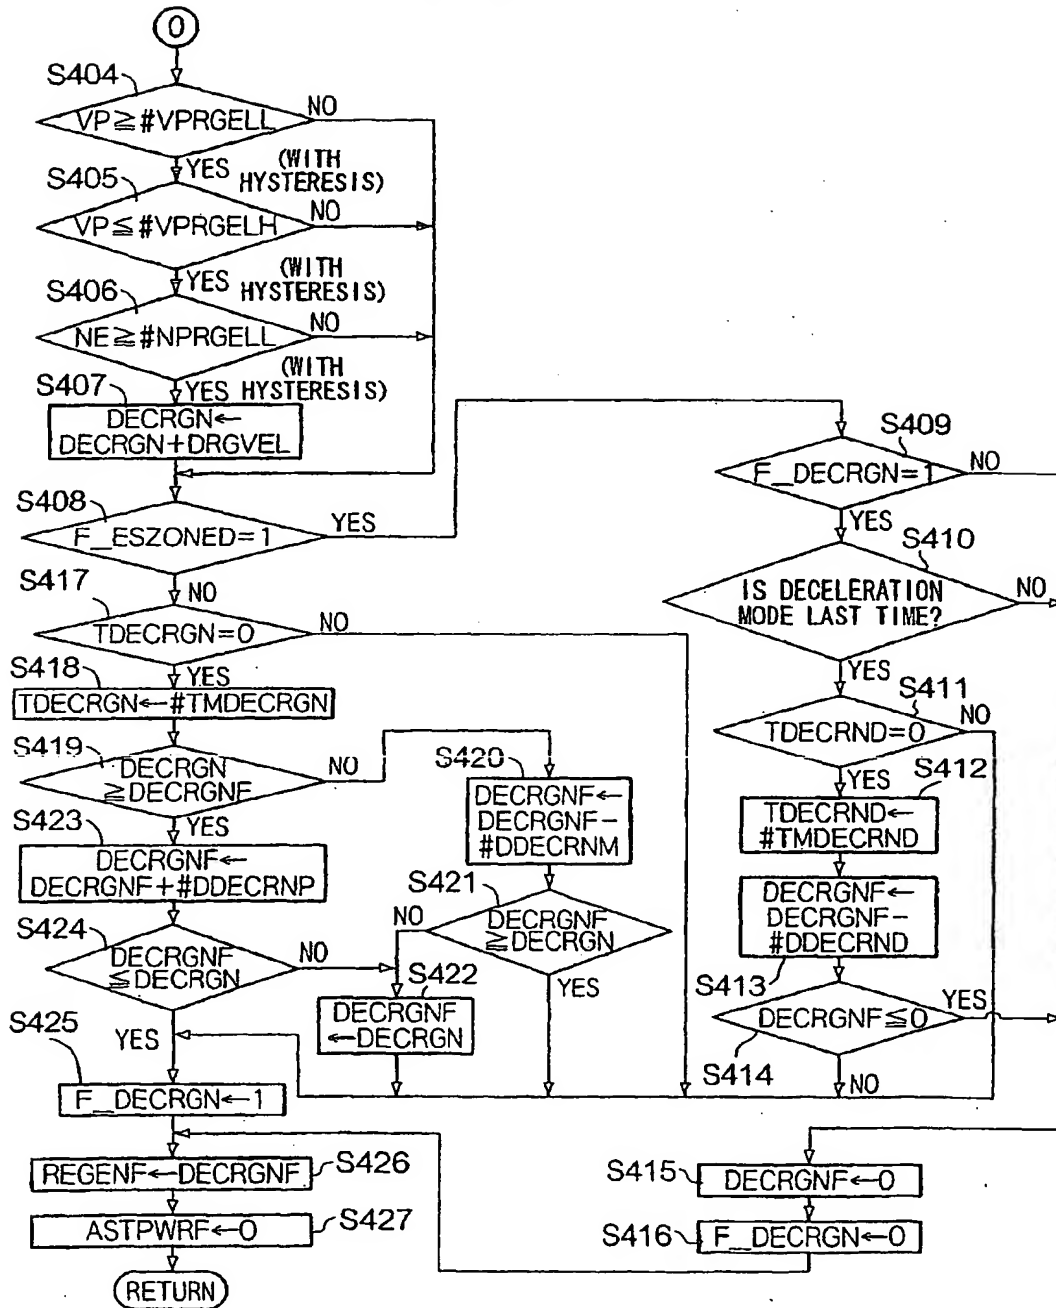 O
S404
VP≧#VPRGELL
NO
YES
(WITH
HYSTERESIS)
S405
VP≦#VPRGELH
NO
YES
(WITH
HYSTERESIS)
S406
NE≧#NPRGELL
NO
YES
(WITH
HYSTERESIS)
S407
DECRGN←
DECRGN+DRGVEL
S408
F_ESZONED=1
YES
NO
S409
F_DECRGN=1
NO
YES
S410
IS DECELERATION
MODE LAST TIME?
NO
YES
S411
TDECRND=0
NO
YES
S412
TDECRND←
#TMDECRND
DECRGNF←
DECRGNF-
#DDECRND
S413
DECRGNF≦0
YES
S414
NO
S415
DECRGNF←0
S416
F_DECRGN←0
S417
TDECRGN=0
NO
YES
S418
TDECRGN←#TMDECRGN
S419
DECRGN
≧DECRGNF
NO
YES
S420
DECRGNF←
DECRGNF-
#DDECRNM
S421
DECRGNF
≧DECRGN
NO
YES
S422
DECRGNF
←DECRGN
S423
DECRGNF←
DECRGNF+#DDECRNP
S424
DECRGNF
≦DECRGN
NO
YES
S425
F_DECRGN←1
REGENF←DECRGNF
S426
ASTPWRF←0
S427
RETURN